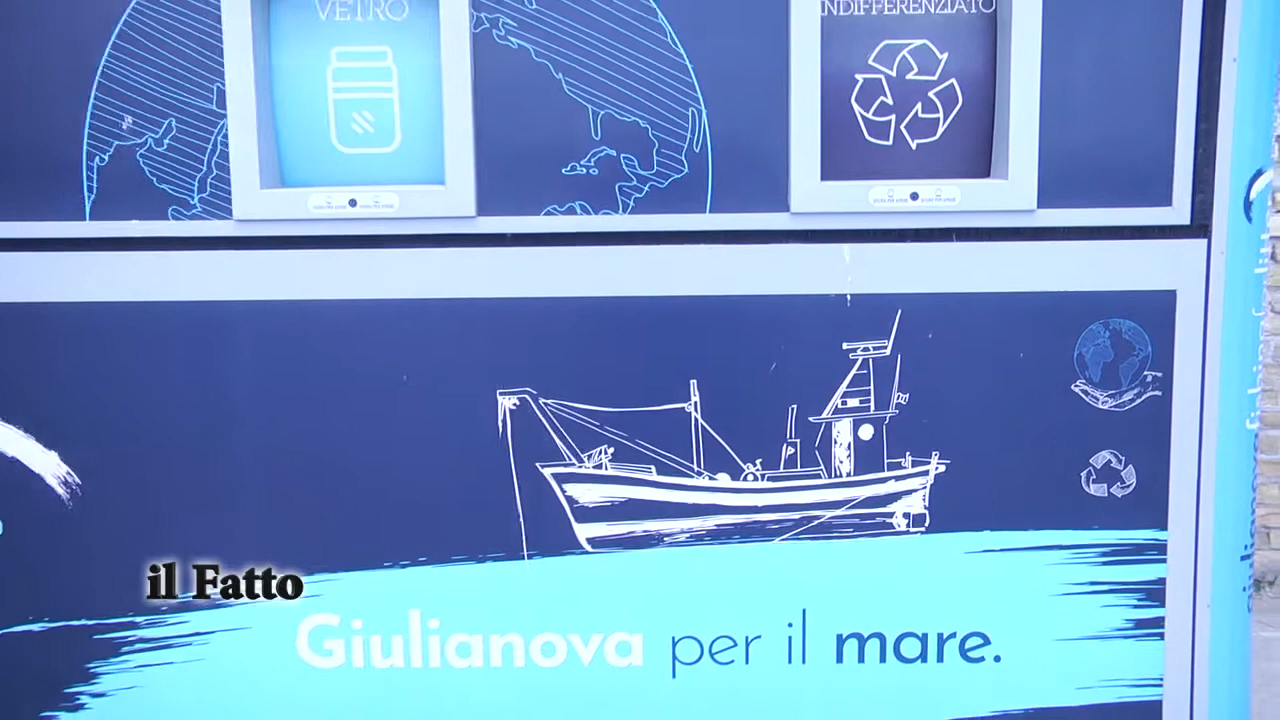 VETRO
INDIFFERENZIATO
il Fatto
Giulianova per il mare.